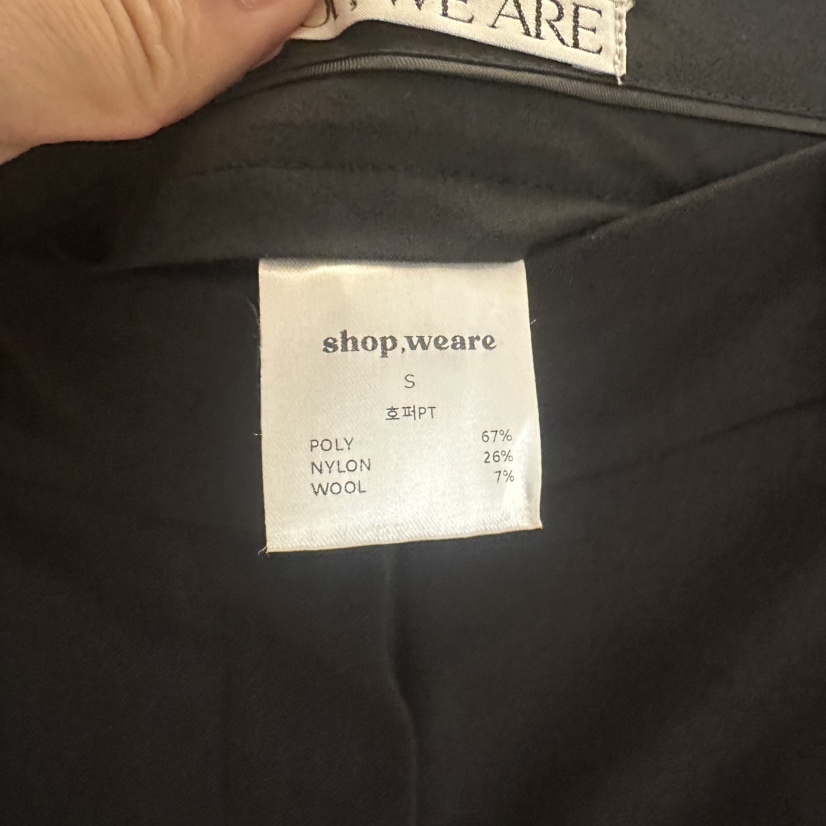 WE ARE
shop,weare
S
호퍼PT
POLY 67%
NYLON 26%
WOOL 7%